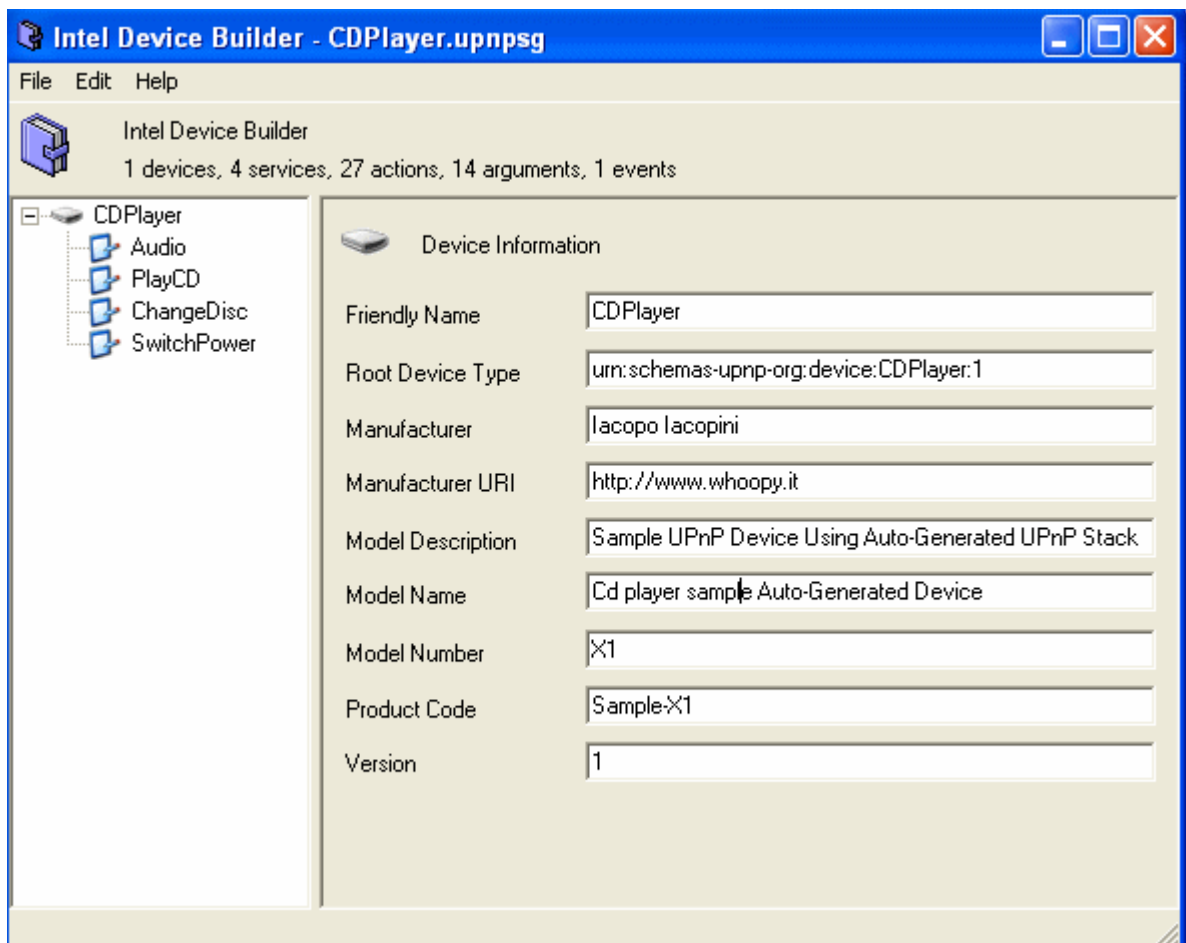 Intel Device Builder - CDPlayer.upnpsg
File Edit Help
Intel Device Builder
1 devices, 4 services, 27 actions, 14 arguments, 1 events
CDPlayer
Audio
PlayCD
ChangeDisc
SwitchPower
Device Information
Friendly Name CDPlayer
Root Device Type urn:schemas-upnp-org:device:CDPlayer:1
Manufacturer Iacopo Iacopini
Manufacturer URI http://www.whoopy.it
Model Description Sample UPnP Device Using Auto-Generated UPnP Stack
Model Name Cd player sample Auto-Generated Device
Model Number X1
Product Code Sample-X1
Version 1